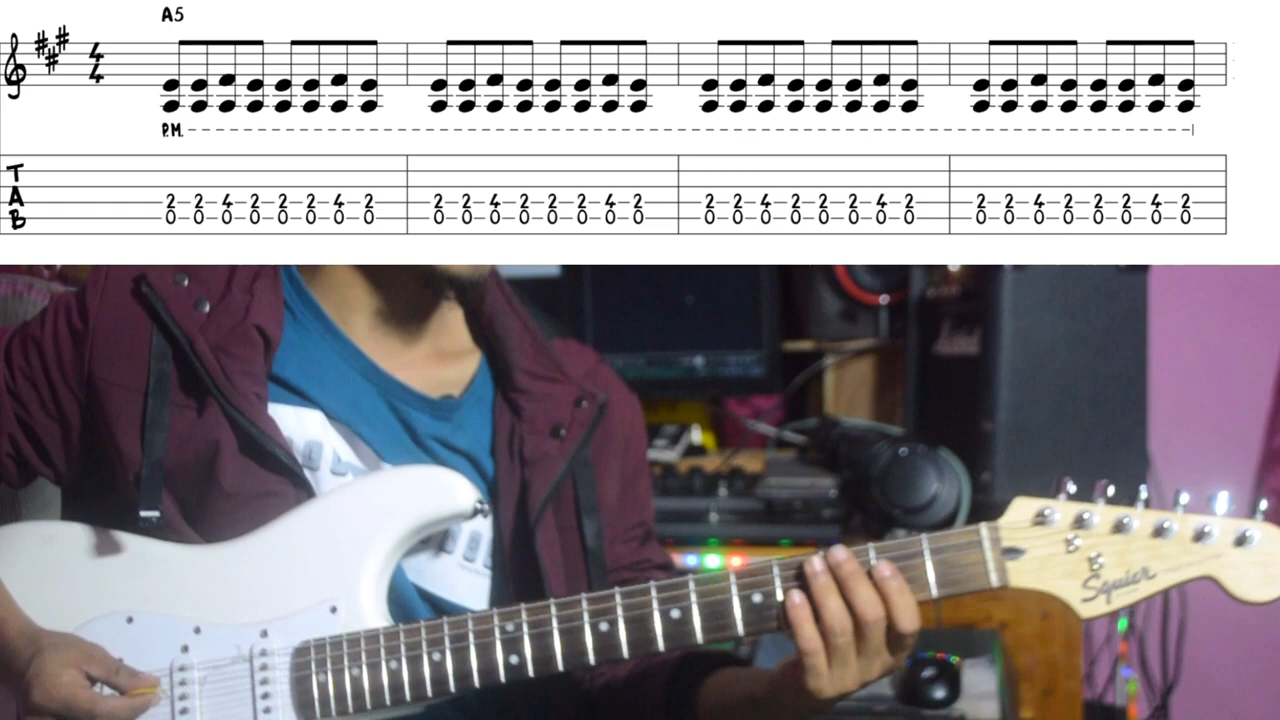 A5
4
4
P.M.
T
A
B
2 2 4 2 2 2 4 2 2 2 4 2 2 2 4 2 2 2 4 2 2 2 4 2 2 2 4 2 2 2 4 2
0 0 0 0 0 0 0 0 0 0 0 0 0 0 0 0 0 0 0 0 0 0 0 0 0 0 0 0 0 0 0 0
Squier